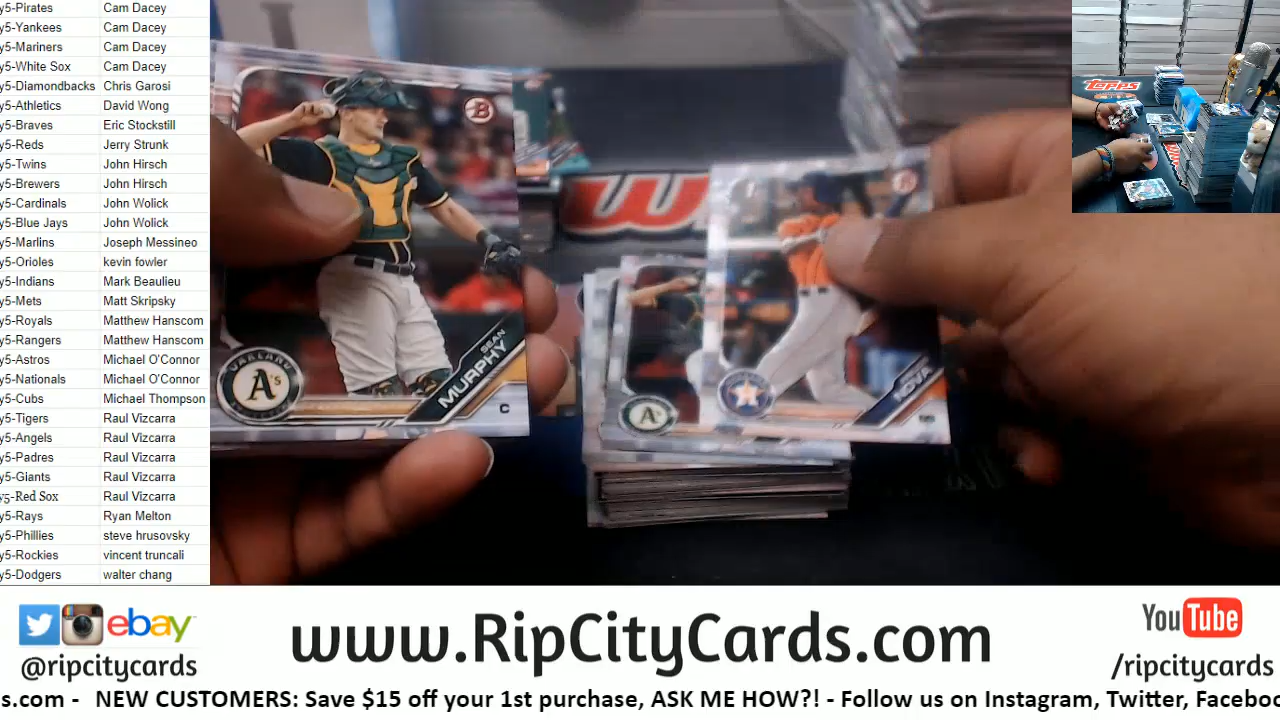 y5-Pirates Cam Dacey
y5-Yankees Cam Dacey
y5-Mariners Cam Dacey
y5-White Sox Cam Dacey
y5-Diamondbacks Chris Garosi
y5-Athletics David Wong
y5-Braves Eric Stockstill
y5-Reds Jerry Strunk
y5-Twins John Hirsch
y5-Brewers John Hirsch
y5-Cardinals John Wolick
y5-Blue Jays John Wolick
y5-Marlins Joseph Messineo
y5-Orioles kevin fowler
y5-Indians Mark Beaulieu
y5-Mets Matt Skripsky
y5-Royals Matthew Hanscom
y5-Rangers Matthew Hanscom
y5-Astros Michael O'Connor
y5-Nationals Michael O'Connor
y5-Cubs Michael Thompson
y5-Tigers Raul Vizcarra
y5-Angels Raul Vizcarra
y5-Padres Raul Vizcarra
y5-Giants Raul Vizcarra
y5-Red Sox Raul Vizcarra
y5-Rays Ryan Melton
y5-Phillies steve hrusovsky
y5-Rockies vincent truncali
y5-Dodgers walter chang
B
OAKLAND
A's
SEAN
MURPHY
C
A's
Topps
ebay
@ripcitycards
www.RipCityCards.com
YouTube
/ripcitycards
s.com - NEW CUSTOMERS: Save $15 off your 1st purchase, ASK ME HOW?! - Follow us on Instagram, Twitter, Facebo